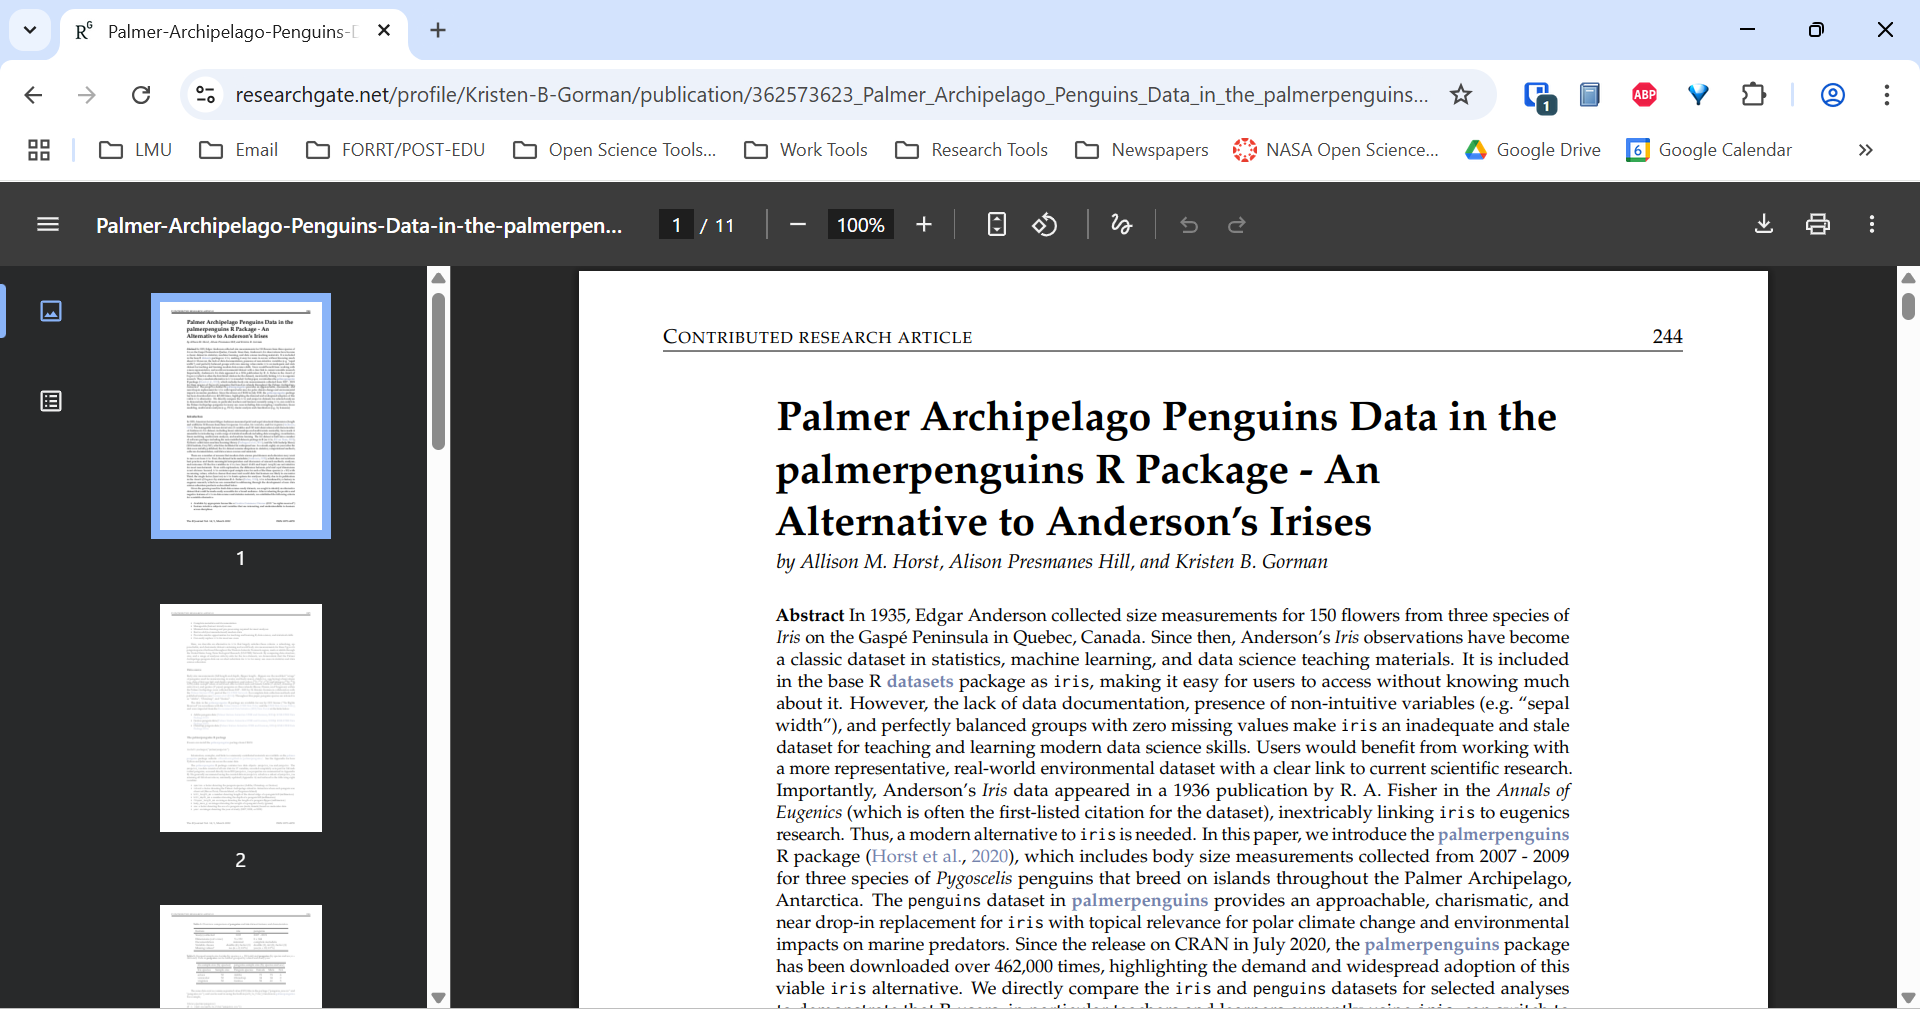 Palmer-Archipelago-Penguins-D
researchgate.net/profile/Kristen-B-Gorman/publication/362573623_Palmer_Archipelago_Penguins_Data_in_the_palmerpenguins...
1
ABP
LMU Email FORRT/POST-EDU Open Science Tools... Work Tools Research Tools Newspapers NASA Open Science... Google Drive 6 Google Calendar
Palmer-Archipelago-Penguins-Data-in-the-palmerpen... 1 / 11 100%
Palmer Archipelago Penguins Data in the
palmerpenguins R Package - An
Alternative to Anderson's Irises
1
2
CONTRIBUTED RESEARCH ARTICLE 244
Palmer Archipelago Penguins Data in the
palmerpenguins R Package - An
Alternative to Anderson's Irises
by Allison M. Horst, Alison Presmanes Hill, and Kristen B. Gorman
Abstract In 1935, Edgar Anderson collected size measurements for 150 flowers from three species of
Iris on the Gaspé Peninsula in Quebec, Canada. Since then, Anderson's Iris observations have become
a classic dataset in statistics, machine learning, and data science teaching materials. It is included
in the base R datasets package as iris, making it easy for users to access without knowing much
about it. However, the lack of data documentation, presence of non-intuitive variables (e.g. "sepal
width"), and perfectly balanced groups with zero missing values make iris an inadequate and stale
dataset for teaching and learning modern data science skills. Users would benefit from working with
a more representative, real-world environmental dataset with a clear link to current scientific research.
Importantly, Anderson's Iris data appeared in a 1936 publication by R. A. Fisher in the Annals of
Eugenics (which is often the first-listed citation for the dataset), inextricably linking iris to eugenics
research. Thus, a modern alternative to iris is needed. In this paper, we introduce the palmerpenguins
R package (Horst et al., 2020), which includes body size measurements collected from 2007 - 2009
for three species of Pygoscelis penguins that breed on islands throughout the Palmer Archipelago,
Antarctica. The penguins dataset in palmerpenguins provides an approachable, charismatic, and
near drop-in replacement for iris with topical relevance for polar climate change and environmental
impacts on marine predators. Since the release on CRAN in July 2020, the palmerpenguins package
has been downloaded over 462,000 times, highlighting the demand and widespread adoption of this
viable iris alternative. We directly compare the iris and penguins datasets for selected analyses